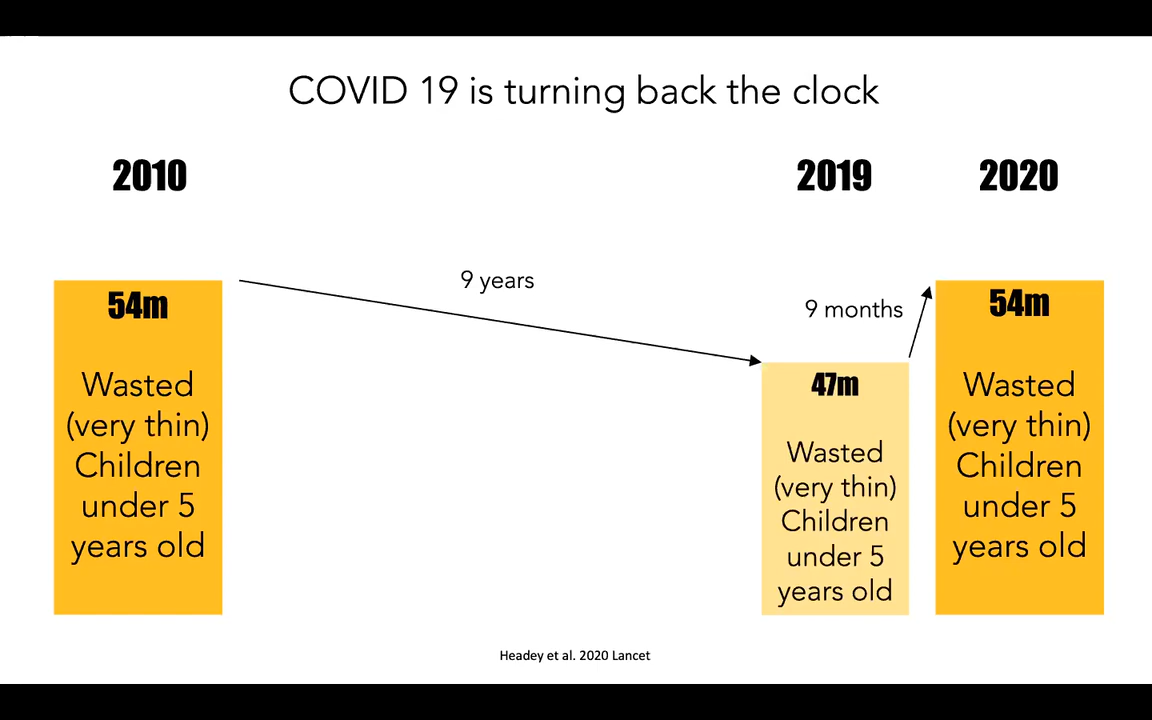 COVID 19 is turning back the clock
2010
2019
2020
9 years
9 months
54m
Wasted
(very thin)
Children
under 5
years old
47m
Wasted
(very thin)
Children
under 5
years old
54m
Wasted
(very thin)
Children
under 5
years old
Headey et al. 2020 Lancet